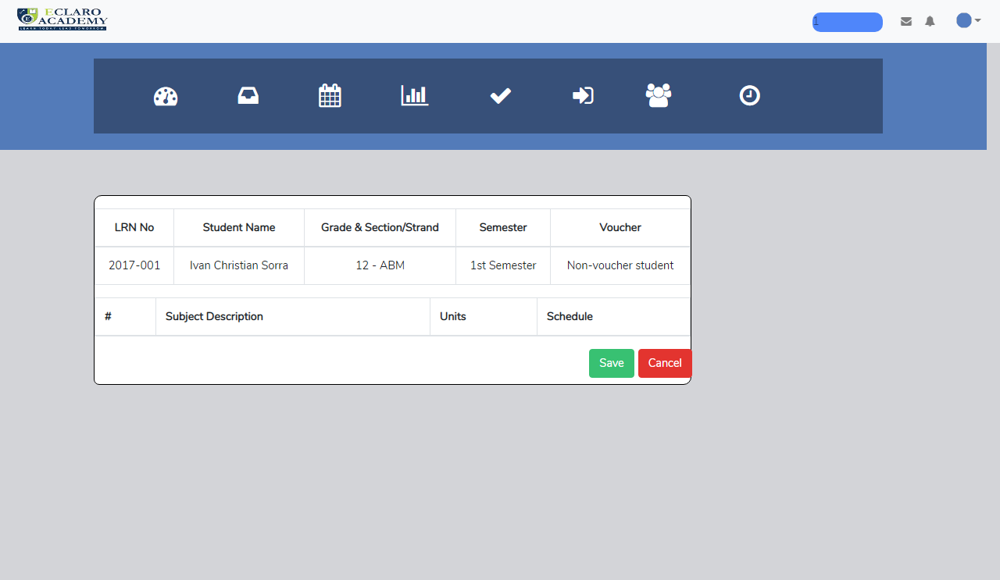 ECLARO
ACADEMY
LEARN TODAY. LEAD TOMORROW.
1
LRN No Student Name Grade & Section/Strand Semester Voucher
2017-001 Ivan Christian Sorra 12 - ABM 1st Semester Non-voucher student
# Subject Description Units Schedule
Save Cancel